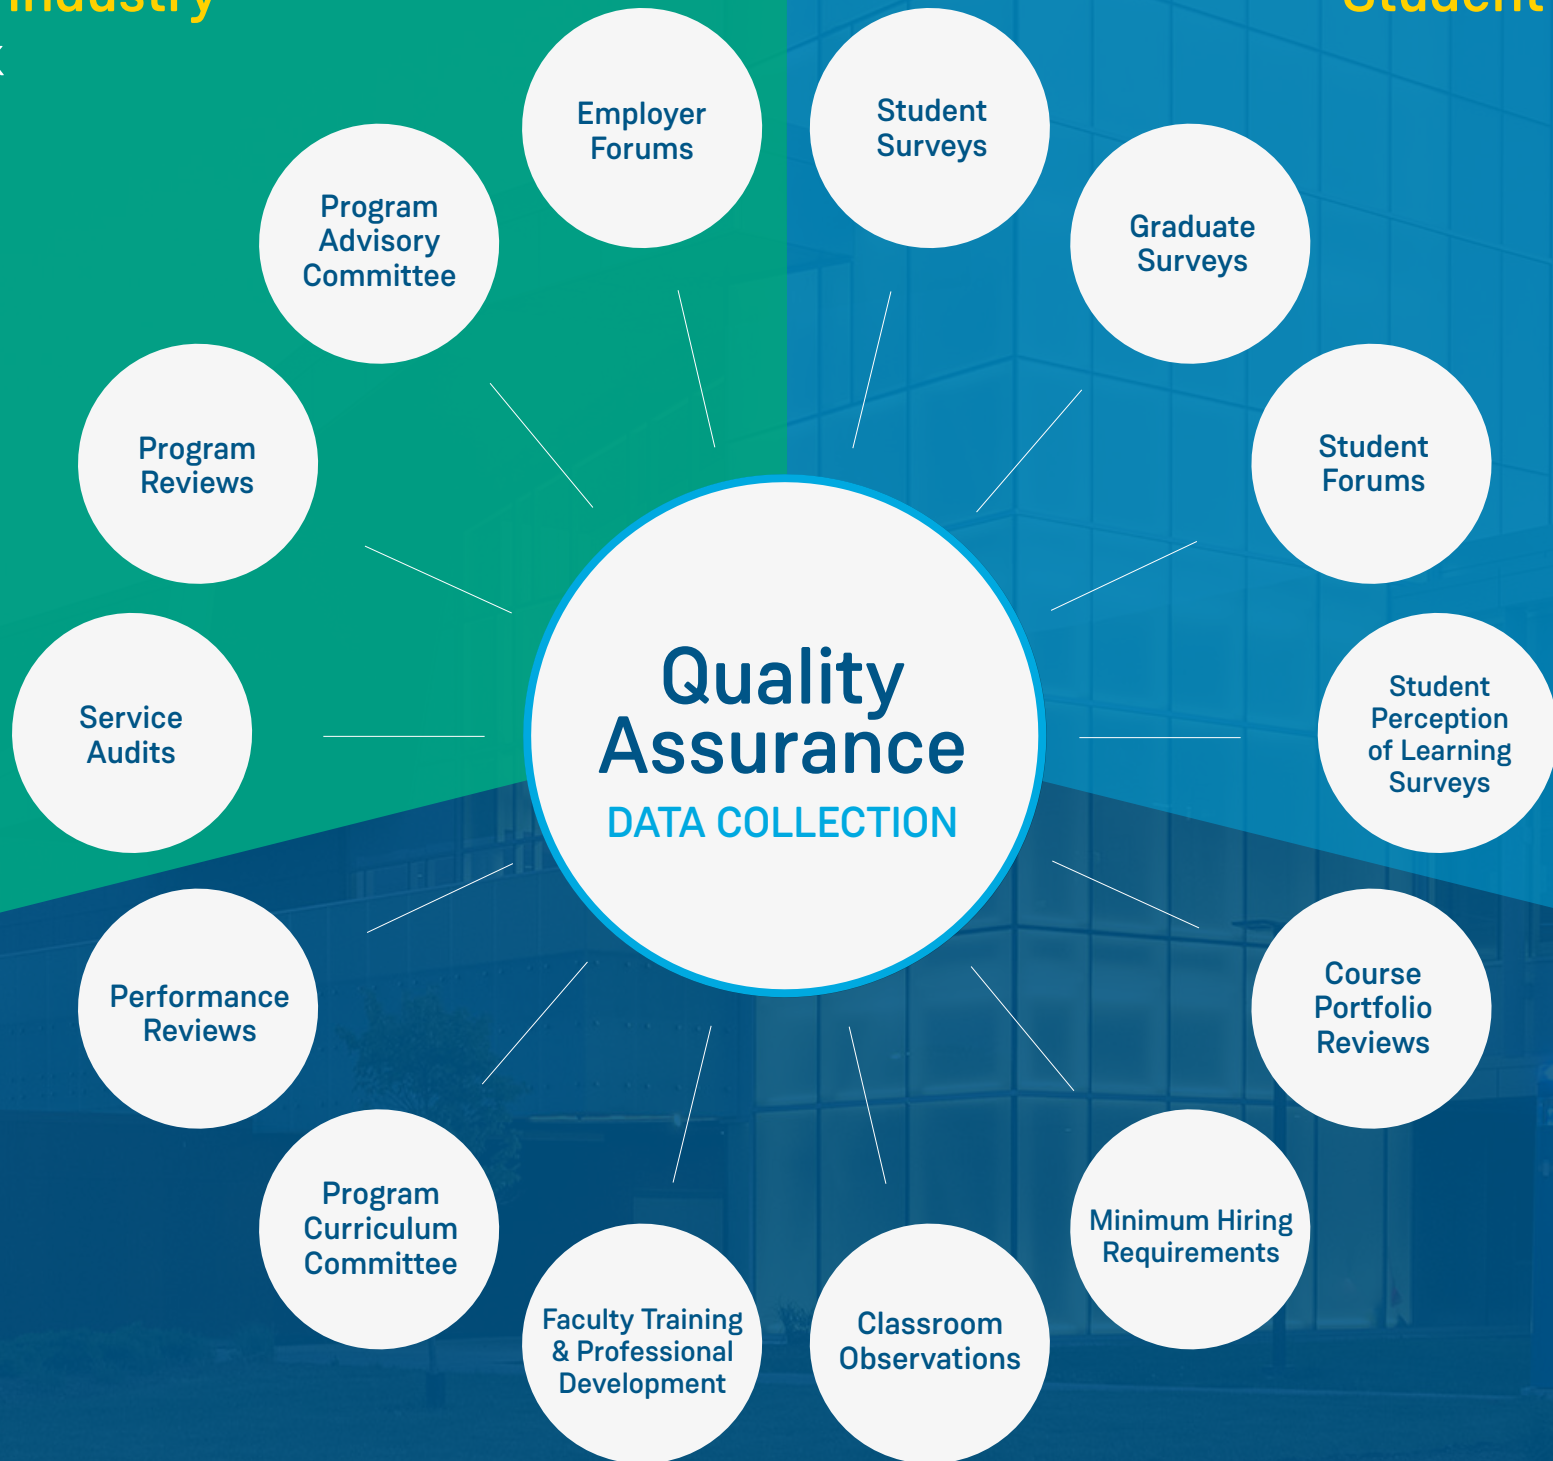 Industry
Student
Employer
Forums
Student
Surveys
Program
Advisory
Committee
Graduate
Surveys
Program
Reviews
Student
Forums
Service
Audits
Quality
Assurance
DATA COLLECTION
Student
Perception
of Learning
Surveys
Performance
Reviews
Course
Portfolio
Reviews
Program
Curriculum
Committee
Minimum Hiring
Requirements
Faculty Training
& Professional
Development
Classroom
Observations